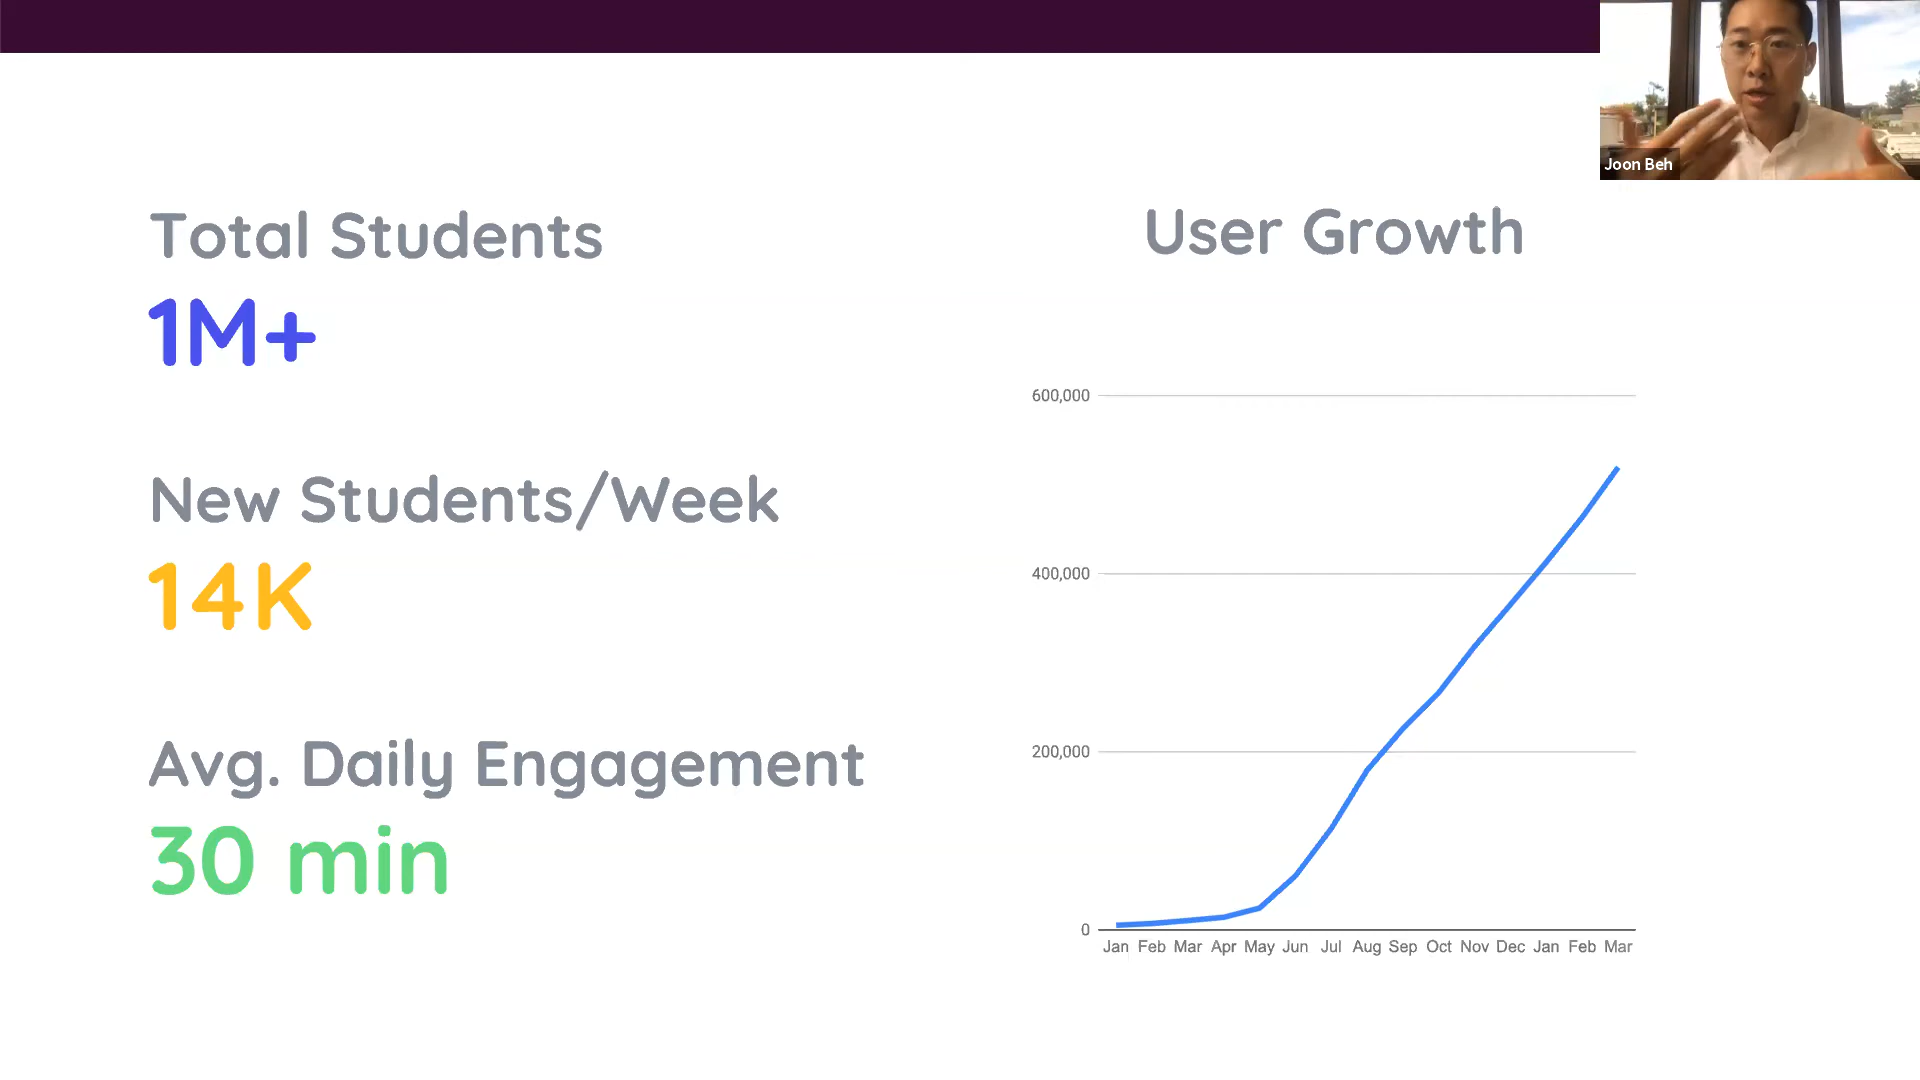 Joon Beh
Total Students
1M+
New Students/Week
14K
Avg. Daily Engagement
30 min
User Growth
600,000
400,000
200,000
0
Jan Feb Mar Apr May Jun Jul Aug Sep Oct Nov Dec Jan Feb Mar